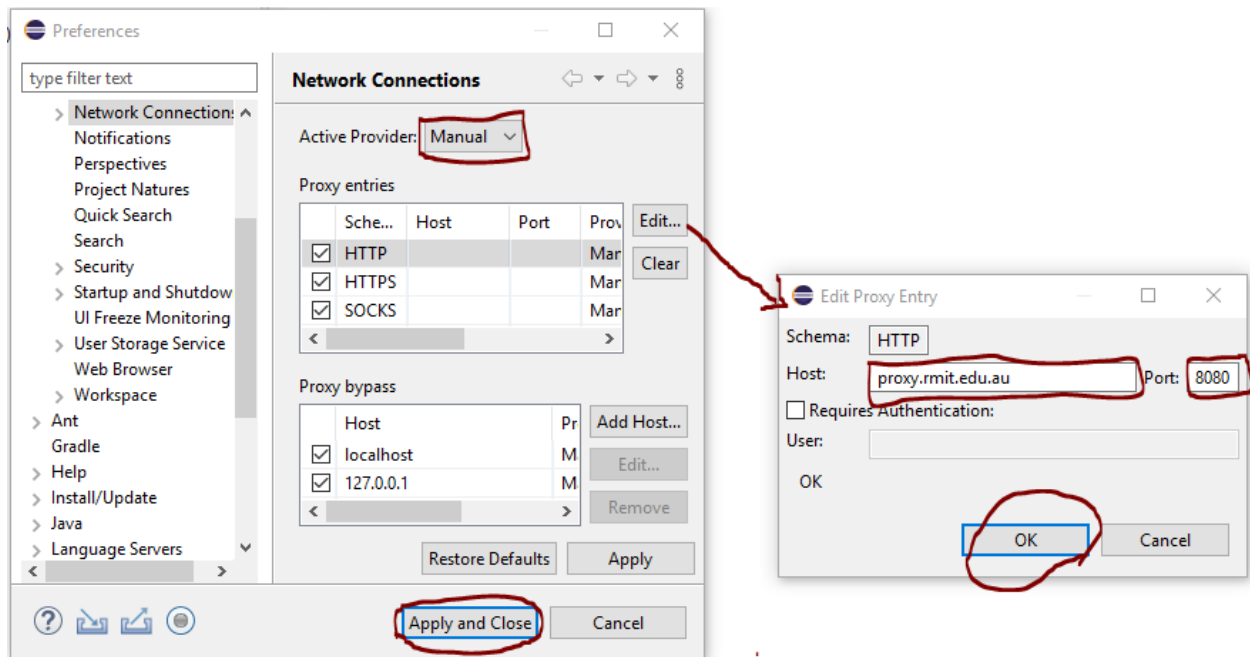 Preferences
type filter text
Network Connection:
Notifications
Perspectives
Project Natures
Quick Search
Search
Security
Startup and Shutdow
UI Freeze Monitoring
User Storage Service
Web Browser
Workspace
Ant
Gradle
Help
Install/Update
Java
Language Servers
Network Connections
Active Provider: Manual
Proxy entries
Sche... Host Port Prov
HTTP Mar
HTTPS Mar
SOCKS Mar
Edit...
Clear
Proxy bypass
Host Pr
localhost M
127.0.0.1 M
Add Host...
Edit...
Remove
Restore Defaults Apply
Apply and Close Cancel
Edit Proxy Entry
Schema: HTTP
Host: proxy.rmit.edu.au Port: 8080
Requires Authentication:
User:
OK
OK Cancel